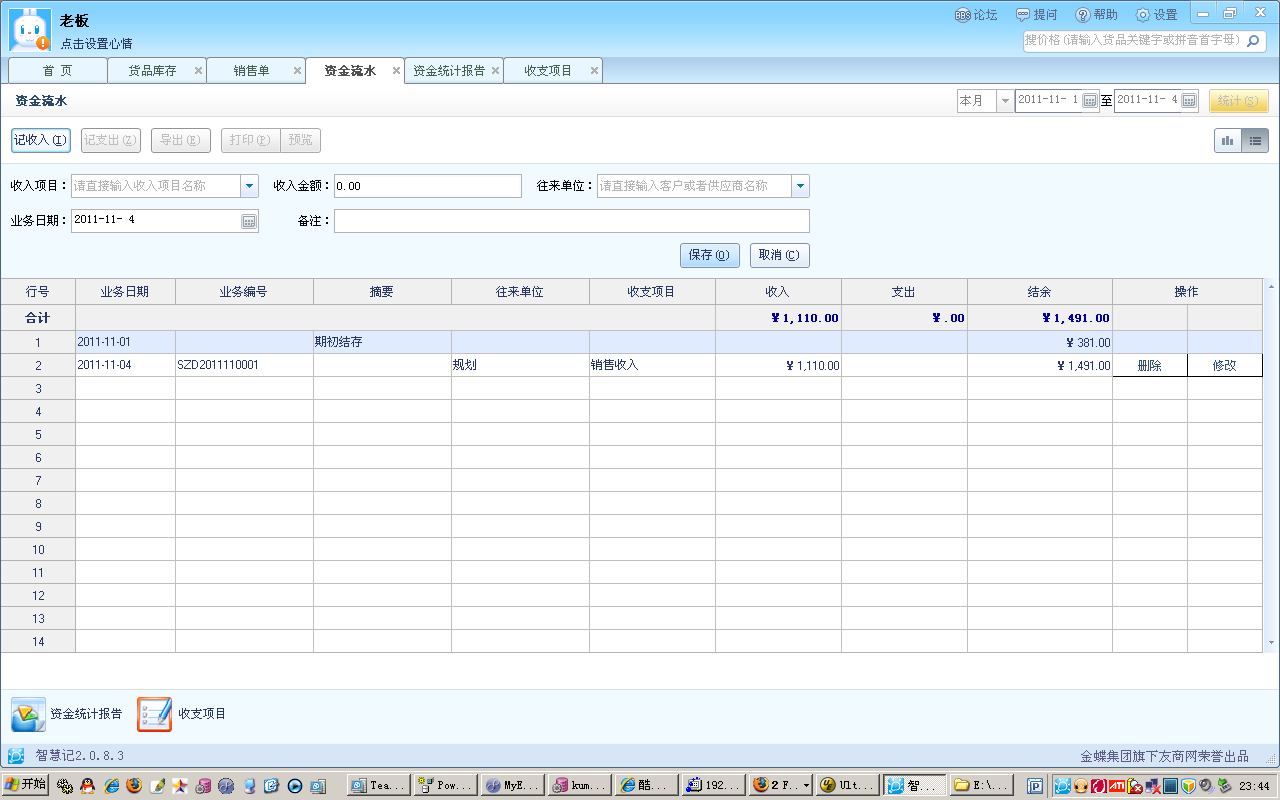 老板
点击设置心情
BBS 论坛 提问 帮助 设置
搜价格 (请输入货品关键字或拼音首字母)
首 页 货品库存 销售单 资金流水 资金统计报告 收支项目
资金流水 本月 2011-11- 1 至 2011-11- 4 统计(S)
记收入(I) 记支出(Z) 导出(E) 打印(P) 预览
收入项目: 请直接输入收入项目名称 收入金额: 0.00 往来单位: 请直接输入客户或者供应商名称
业务日期: 2011-11- 4 备注:
保存(O) 取消(C)
行号 业务日期 业务编号 摘要 往来单位 收支项目 收入 支出 结余 操作
合计 ¥1,110.00 ¥.00 ¥1,491.00
1 2011-11-01 期初结存 ¥ 381.00
2 2011-11-04 SZD2011110001 规划 销售收入 ¥ 1,110.00 ¥ 1,491.00 删除 修改
3
4
5
6
7
8
9
10
11
12
13
14
资金统计报告 收支项目
智慧记2.0.8.3 金蝶集团旗下友商网荣誉出品
开始 Tea... Pow... MyE... kum... 酷... 192... 2 F... Ult... 智... E:\... P ATI 23:44